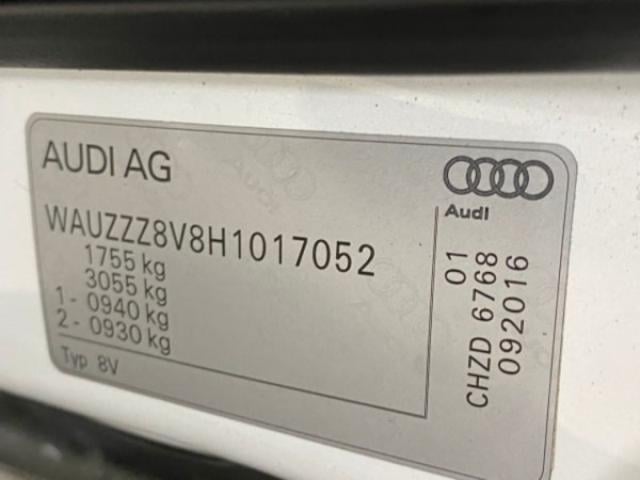 AUDI AG
WAUZZZ8V8H1017052
1755 kg
3055 kg
1 - 0940 kg
2 - 0930 kg
Typ 8V
Audi
01
CHZD 6768
092016